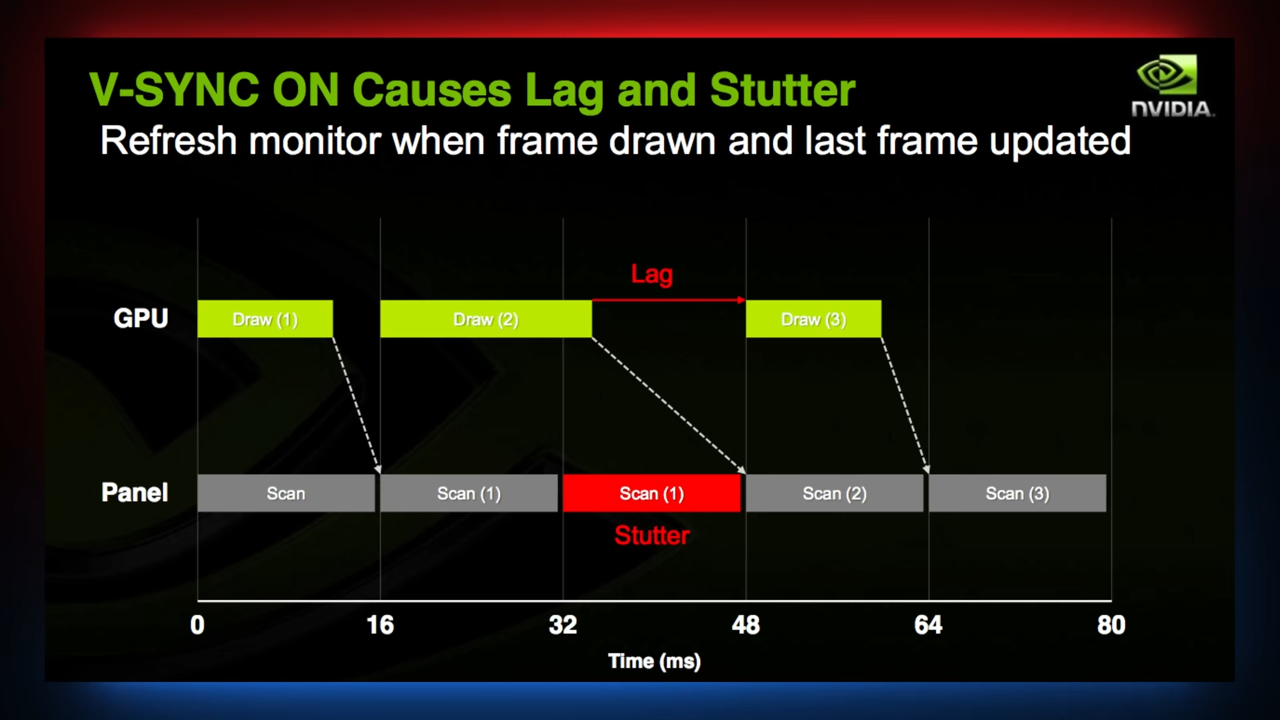 V-SYNC ON Causes Lag and Stutter
NVIDIA.
Refresh monitor when frame drawn and last frame updated
Lag
GPU
Draw (1)
Draw (2)
Draw (3)
Panel
Scan
Scan (1)
Scan (1)
Scan (2)
Scan (3)
Stutter
0
16
32
48
64
80
Time (ms)